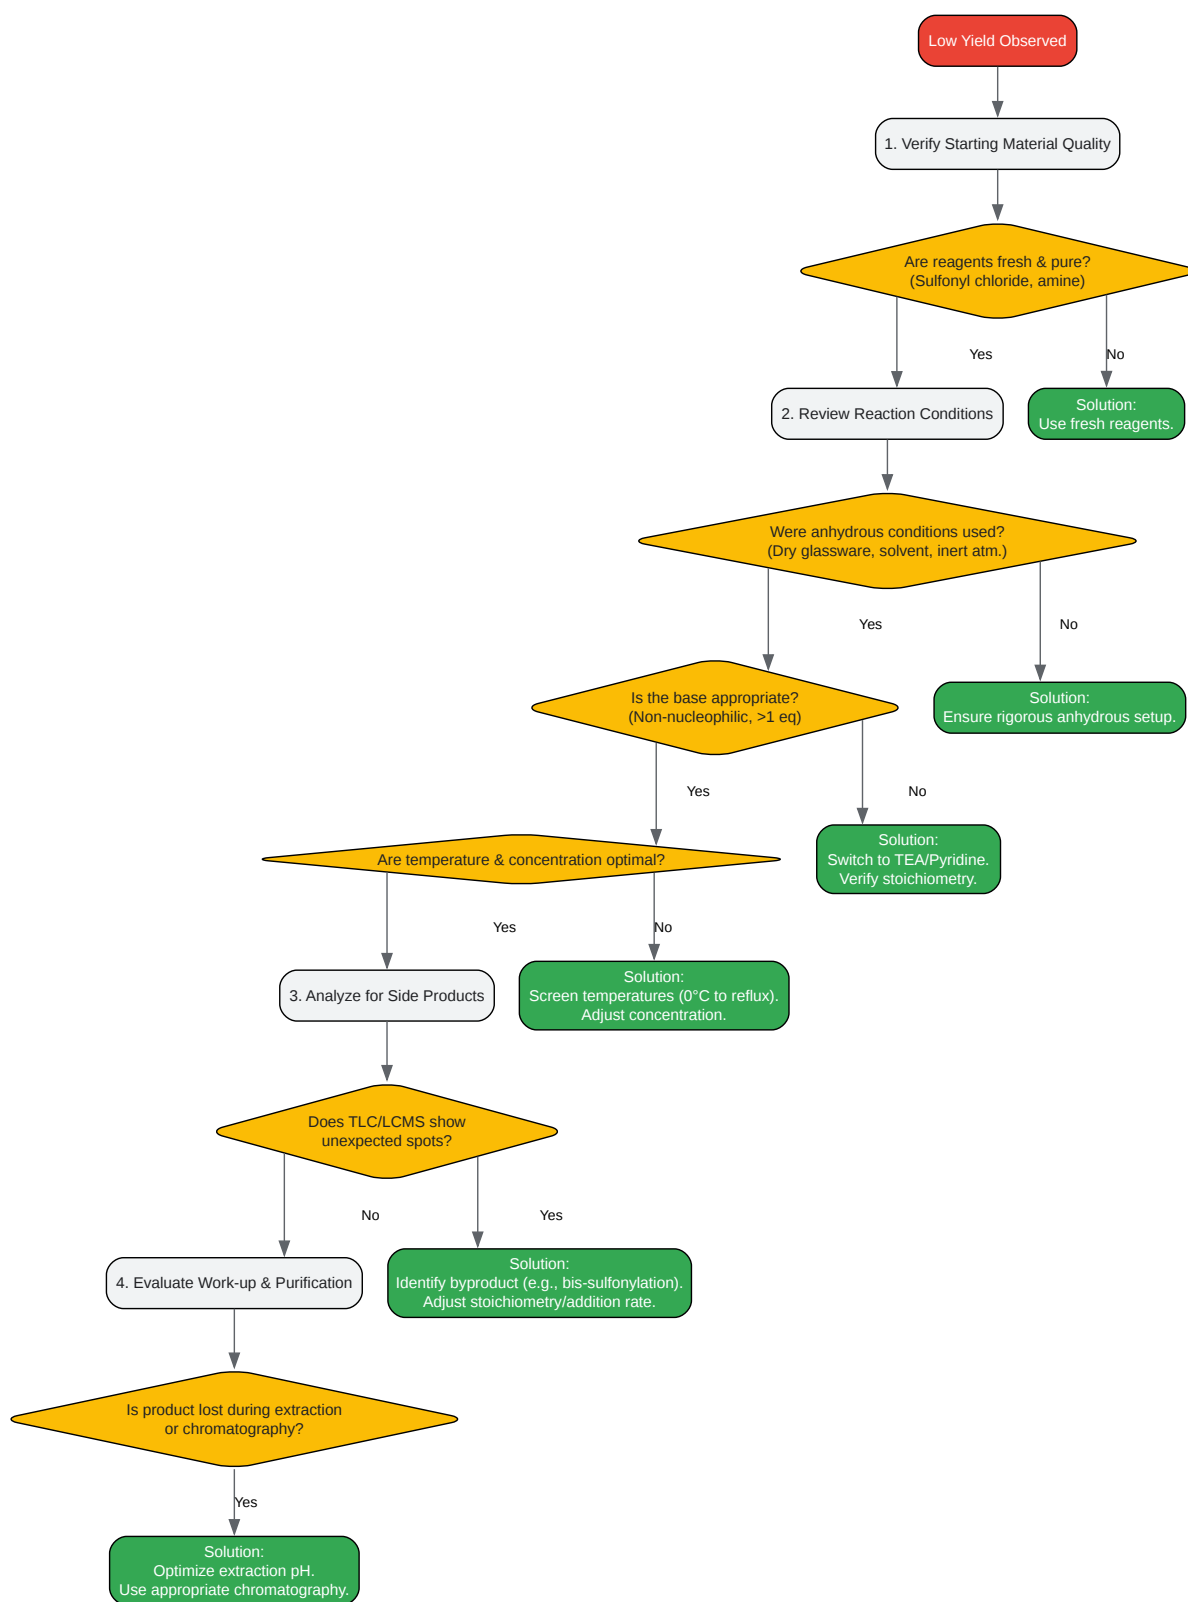 Low Yield Observed
1. Verify Starting Material Quality
Are reagents fresh & pure?
(Sulfonyl chloride, amine)
Yes
No
2. Review Reaction Conditions
Solution:
Use fresh reagents.
Were anhydrous conditions used?
(Dry glassware, solvent, inert atm.)
Yes
No
Is the base appropriate?
(Non-nucleophilic, >1 eq)
Solution:
Ensure rigorous anhydrous setup.
Yes
No
Are temperature & concentration optimal?
Solution:
Switch to TEA/Pyridine.
Verify stoichiometry.
Yes
No
3. Analyze for Side Products
Solution:
Screen temperatures (0°C to reflux).
Adjust concentration.
Does TLC/LCMS show
unexpected spots?
No
Yes
4. Evaluate Work-up & Purification
Solution:
Identify byproduct (e.g., bis-sulfonylation).
Adjust stoichiometry/addition rate.
Is product lost during extraction
or chromatography?
Yes
Solution:
Optimize extraction pH.
Use appropriate chromatography.